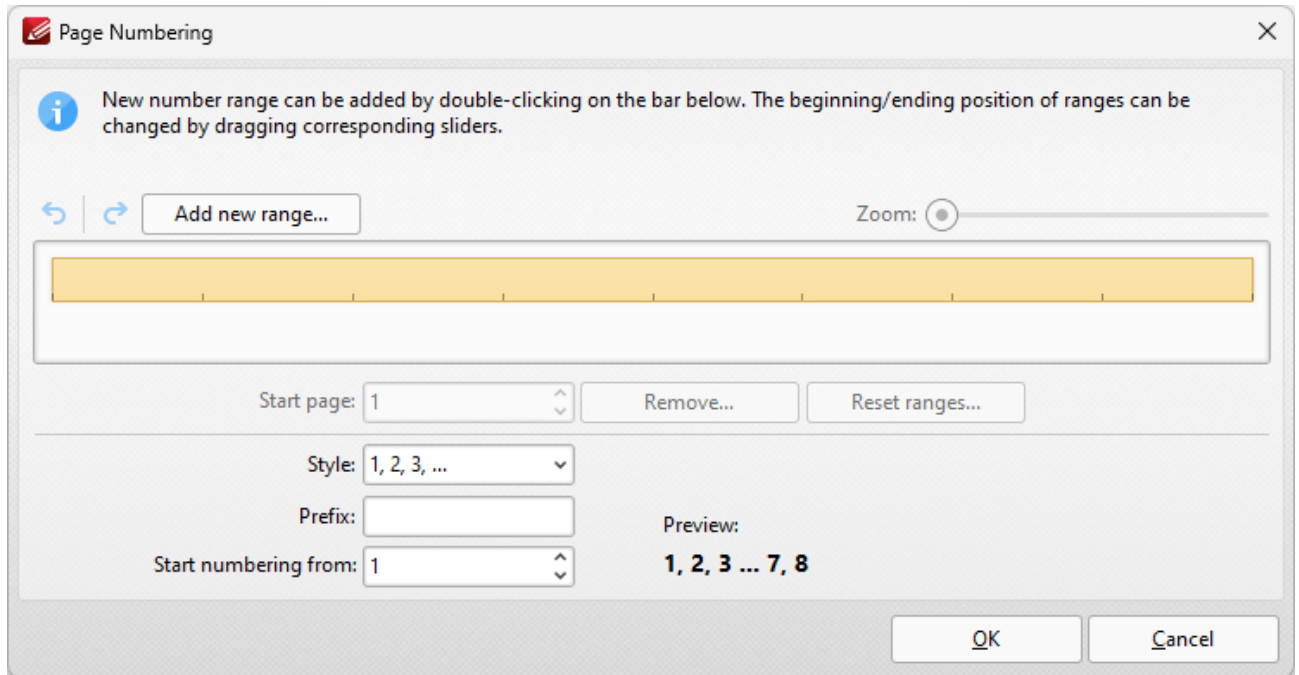 Page Numbering
New number range can be added by double-clicking on the bar below. The beginning/ending position of ranges can be
changed by dragging corresponding sliders.
Add new range...
Zoom:
Start page: 1
Remove...
Reset ranges...
Style: 1, 2, 3, ...
Prefix:
Preview:
Start numbering from: 1
1, 2, 3 ... 7, 8
OK
Cancel